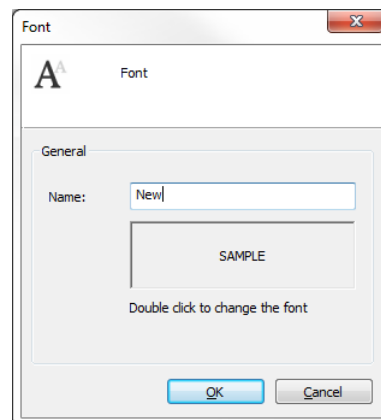 Font
Font
General
Name:
New
SAMPLE
Double click to change the font
OK
Cancel